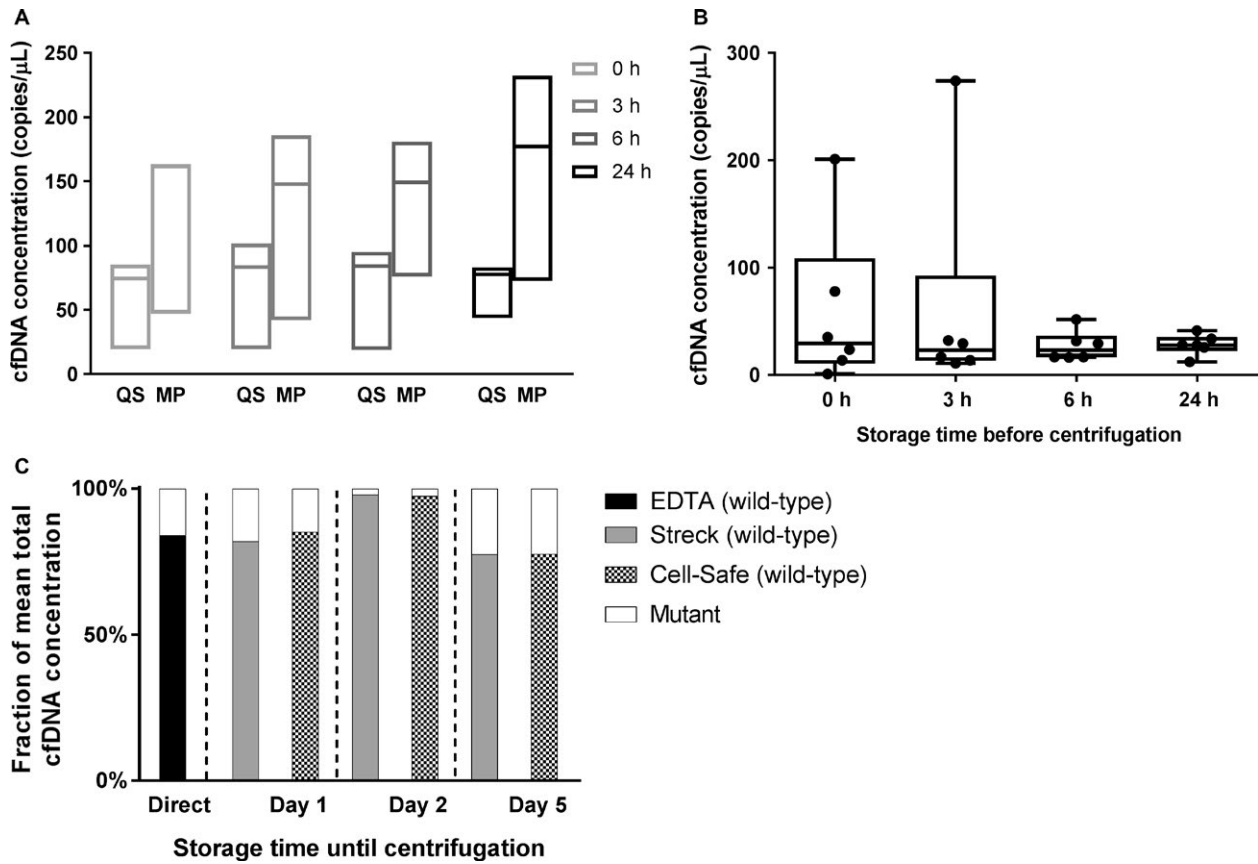 A
cfDNA concentration (copies/μL)
250
200
150
100
50
0
QS MP
QS MP
QS MP
QS MP
0 h
3 h
6 h
24 h
B
cfDNA concentration (copies/μL)
300
200
100
0
0 h
3 h
6 h
24 h
Storage time before centrifugation
C
Fraction of mean total
cfDNA concentration
100%
50%
0%
Direct
Day 1
Day 2
Day 5
Storage time until centrifugation
EDTA (wild-type)
Streck (wild-type)
Cell-Safe (wild-type)
Mutant